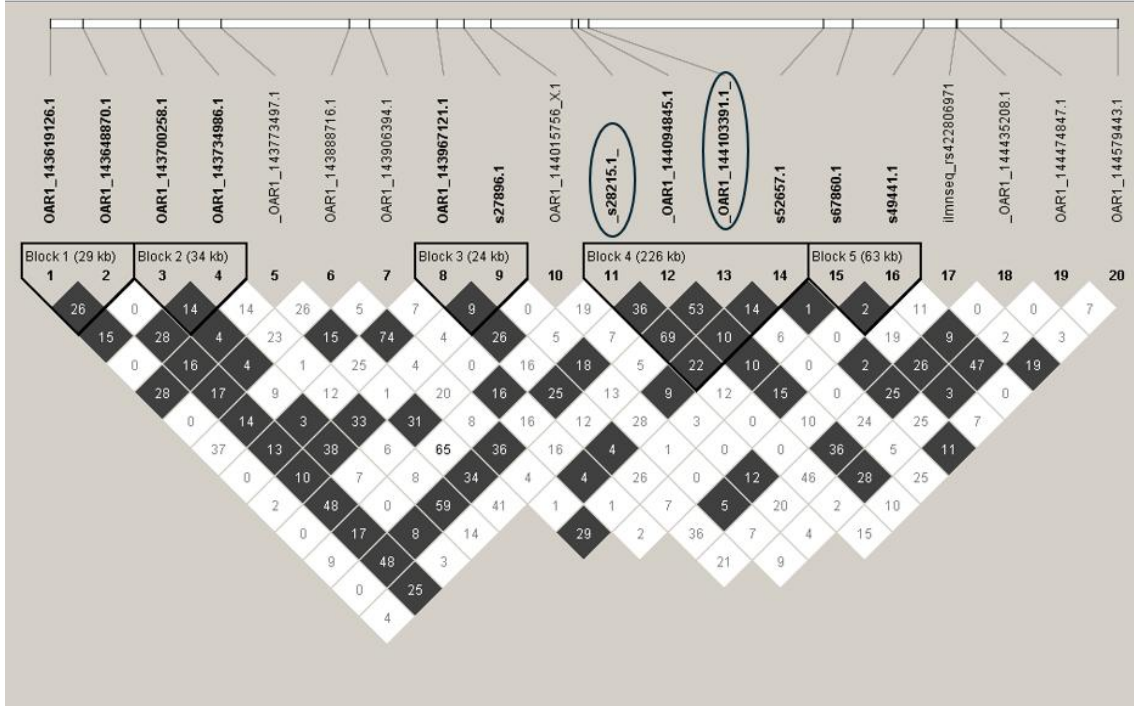 OAR1_143619126.1
OAR1_143648870.1
OAR1_143700258.1
OAR1_143734986.1
_OAR1_143773497.1
OAR1_143888716.1
OAR1_143906394.1
OAR1_143967121.1
s27896.1
OAR1_144015756_X.1
_s28215.1_
_OAR1_144094845.1
_OAR1_144103391.1_
s52657.1
s67860.1
s49441.1
ilmnseq_rs422806971
_OAR1_144435208.1
OAR1_144474847.1
OAR1_144579443.1
Block 1 (29 kb) Block 2 (34 kb) Block 3 (24 kb) Block 4 (226 kb) Block 5 (63 kb)
1 2 3 4 5 6 7 8 9 10 11 12 13 14 15 16 17 18 19 20
26 0 14 14 26 5 7 9 0 19 36 53 14 1 2 11 0 0 7
15 28 4 23 15 74 4 26 5 7 69 10 6 0 19 9 2 3
0 16 4 1 25 4 0 16 18 5 22 10 0 2 26 47 19
28 17 9 12 1 20 16 25 13 9 12 15 0 25 3 0
0 14 3 33 31 8 16 12 28 3 0 10 24 25 7
37 13 38 6 65 36 16 4 1 0 0 36 5 11
0 10 7 8 34 4 4 26 0 12 46 28 25
2 48 0 59 41 1 1 7 5 20 2 10
0 17 8 14 29 2 36 7 4 15
9 48 3 21 9
0 25
4